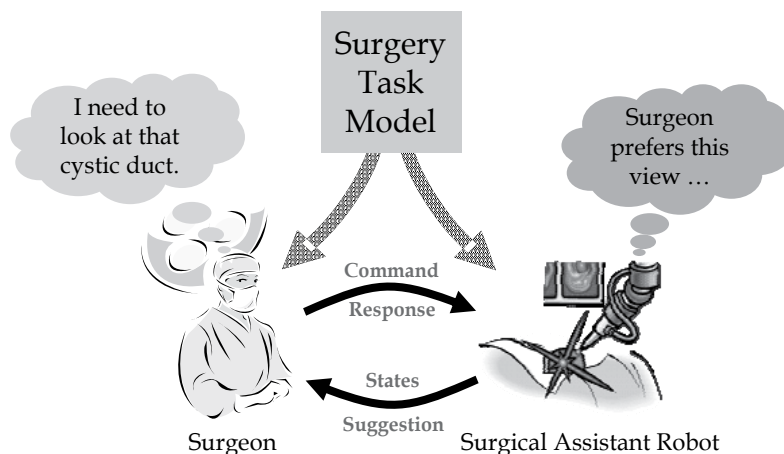 Surgery
Task
Model
I need to
look at that
cystic duct.
Surgeon
prefers this
view …
Command
Response
States
Suggestion
Surgeon
Surgical Assistant Robot